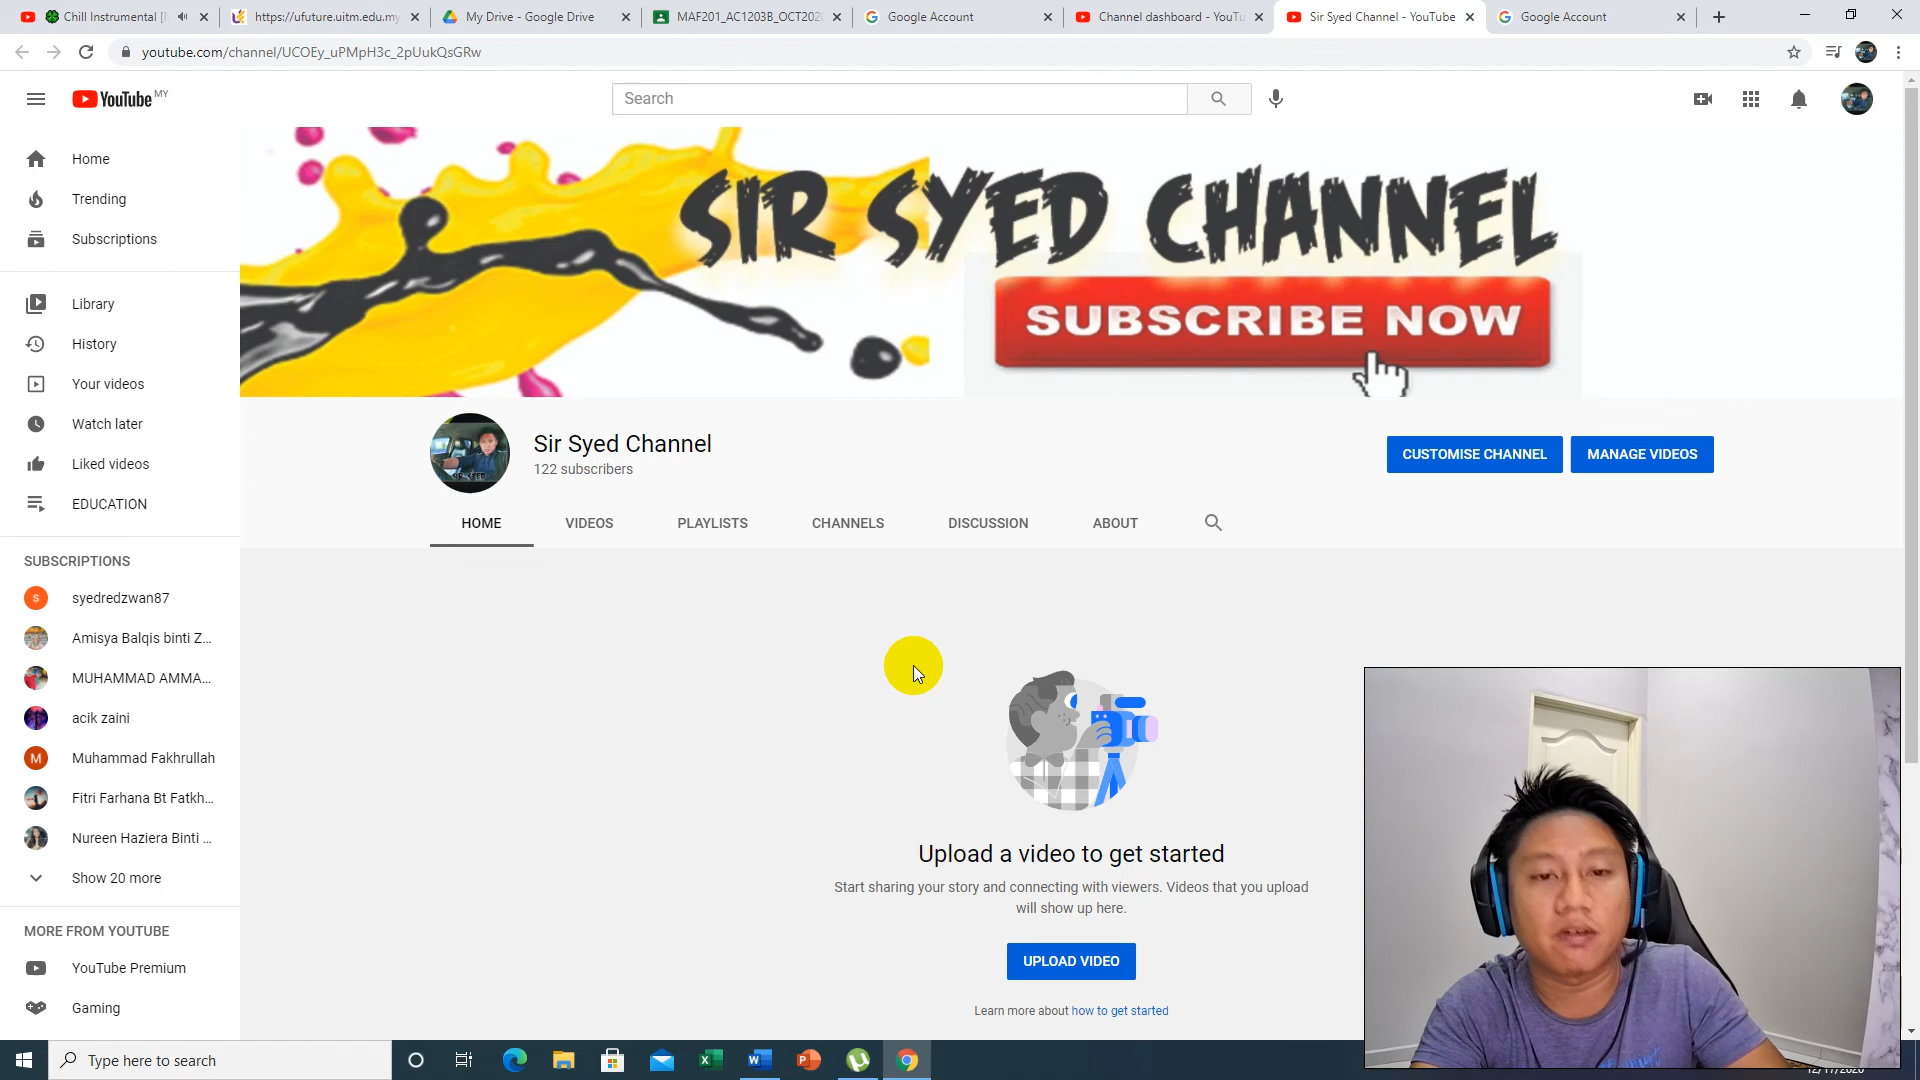 Chill Instrumental [
https://ufuture.uitm.edu.my
My Drive - Google Drive
MAF201_AC1203B_OCT202
Google Account
Channel dashboard - YouTu
Sir Syed Channel - YouTube
Google Account
youtube.com/channel/UCOEy_uPMpH3c_2pUukQsGRw
YouTube MY
Search
Home
Trending
Subscriptions
Library
History
Your videos
Watch later
Liked videos
EDUCATION
SUBSCRIPTIONS
S syedredzwan87
Amisya Balqis binti Z...
MUHAMMAD AMMA...
acik zaini
M Muhammad Fakhrullah
Fitri Farhana Bt Fatkh...
Nureen Haziera Binti ...
Show 20 more
MORE FROM YOUTUBE
YouTube Premium
Gaming
SIR SYED CHANNEL
SUBSCRIBE NOW
SIR SYED
Sir Syed Channel
122 subscribers
CUSTOMISE CHANNEL
MANAGE VIDEOS
HOME
VIDEOS
PLAYLISTS
CHANNELS
DISCUSSION
ABOUT
Upload a video to get started
Start sharing your story and connecting with viewers. Videos that you upload
will show up here.
UPLOAD VIDEO
Learn more about how to get started
Type here to search
12/17/2020